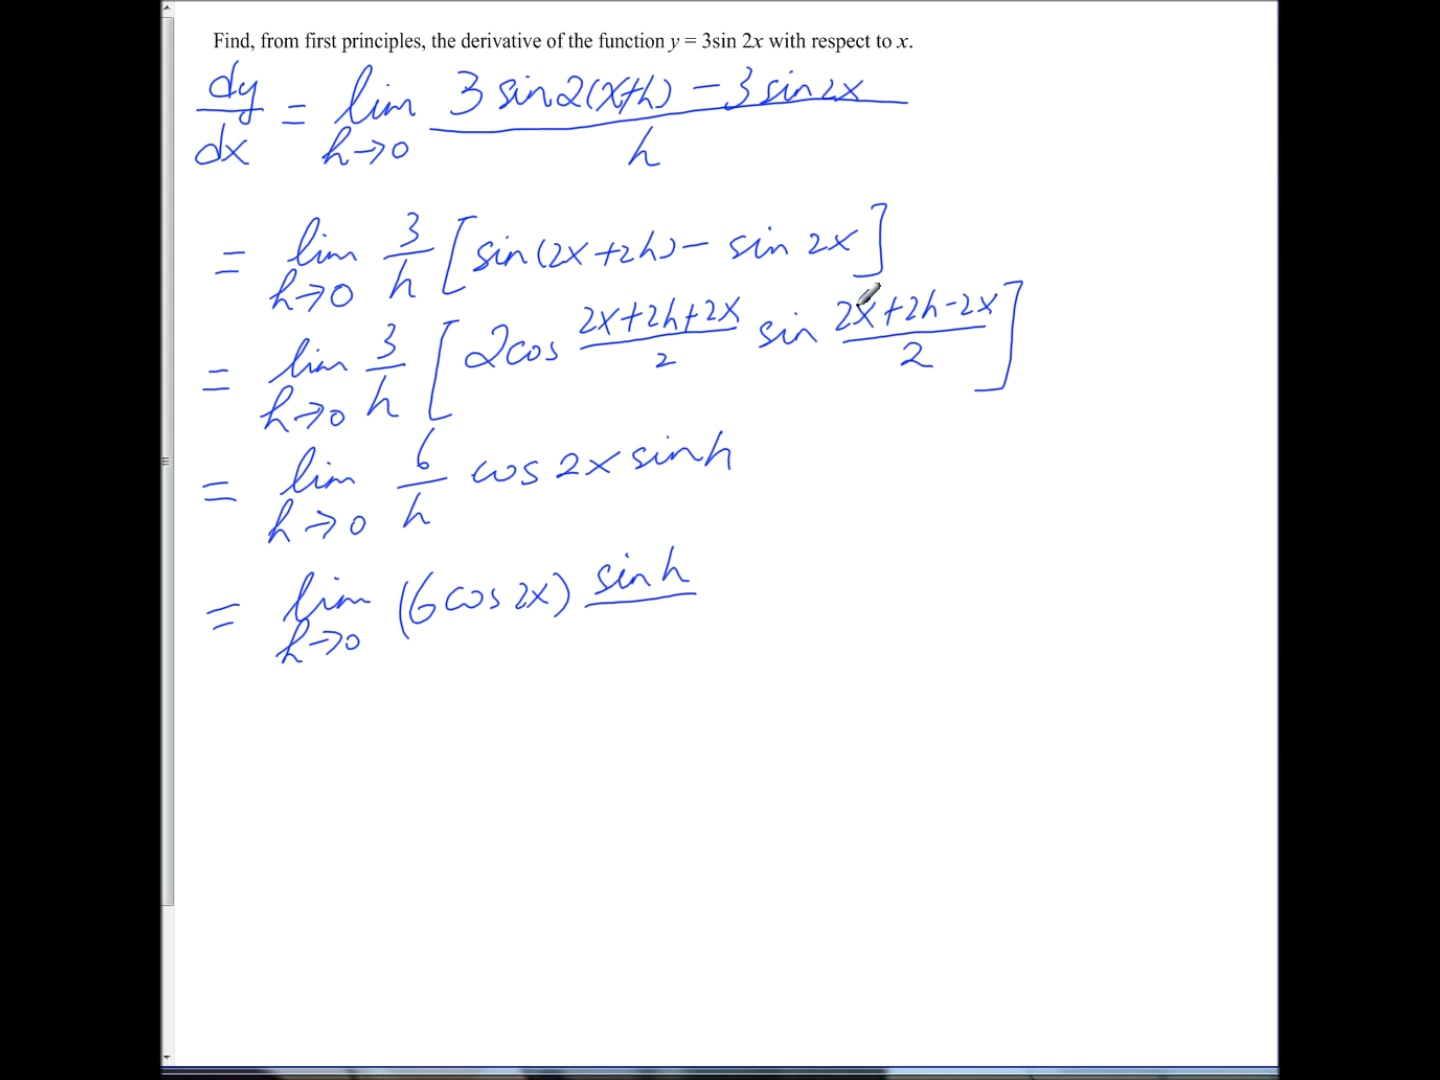 Find, from first principles, the derivative of the function y = 3sin 2x with respect to x.
dy/dx = lim h→0 (3 sin2(x+h) − 3 sin2x)/h
= lim h→0 3/h [sin(2x+2h) − sin 2x]
= lim h→0 3/h [2cos (2x+2h+2x)/2 sin (2x+2h-2x)/2]
= lim h→0 6/h cos 2x sinh
= lim h→0 (6cos 2x) sinh